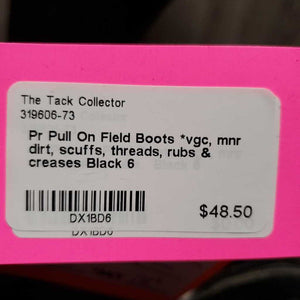 The Tack Collector
319606-73
Pr Pull On Field Boots *vgc, mnr
dirt, scuffs, threads, rubs &
creases Black 6
DX1BD6
$48.50
DX1BD6